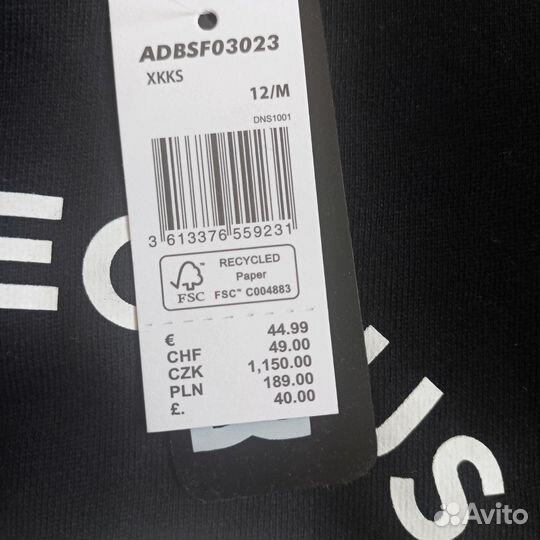 ADBSF03023
XKKS
12/M
DNS1001
3 613376 559231
RECYCLED
Paper
FSC
FSC™ C004883
€ 44.99
CHF 49.00
CZK 1,150.00
PLN 189.00
£. 40.00
Avito